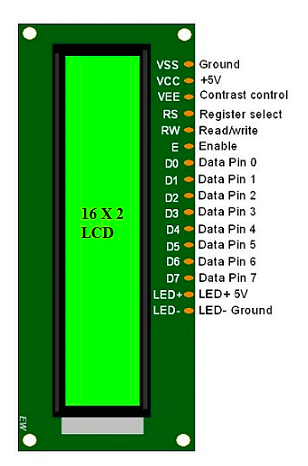 VSS Ground
VCC +5V
VEE Contrast control
RS Register select
RW Read/write
E Enable
D0 Data Pin 0
D1 Data Pin 1
D2 Data Pin 2
D3 Data Pin 3
D4 Data Pin 4
D5 Data Pin 5
D6 Data Pin 6
D7 Data Pin 7
LED+ LED+ 5V
LED- LED- Ground
16 X 2
LCD
EW